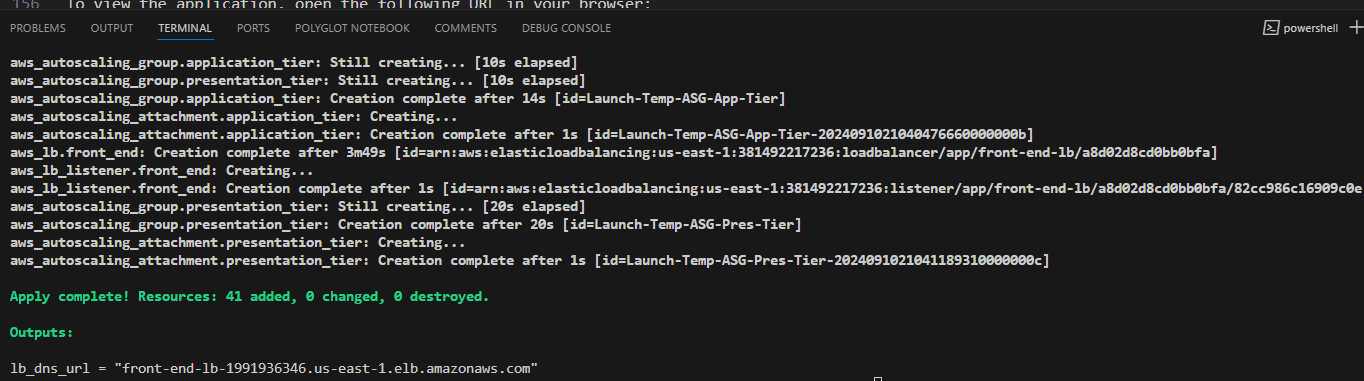 156 To view the application, open the following URL in your browser:
PROBLEMS OUTPUT TERMINAL PORTS POLYGLOT NOTEBOOK COMMENTS DEBUG CONSOLE powershell
aws_autoscaling_group.application_tier: Still creating... [10s elapsed]
aws_autoscaling_group.presentation_tier: Still creating... [10s elapsed]
aws_autoscaling_group.application_tier: Creation complete after 14s [id=Launch-Temp-ASG-App-Tier]
aws_autoscaling_attachment.application_tier: Creating...
aws_autoscaling_attachment.application_tier: Creation complete after 1s [id=Launch-Temp-ASG-App-Tier-2024091021040476660000000b]
aws_lb.front_end: Creation complete after 3m49s [id=arn:aws:elasticloadbalancing:us-east-1:381492217236:loadbalancer/app/front-end-lb/a8d02d8cd0bb0bfa]
aws_lb_listener.front_end: Creating...
aws_lb_listener.front_end: Creation complete after 1s [id=arn:aws:elasticloadbalancing:us-east-1:381492217236:listener/app/front-end-lb/a8d02d8cd0bb0bfa/82cc986c16909c0e
aws_autoscaling_group.presentation_tier: Still creating... [20s elapsed]
aws_autoscaling_group.presentation_tier: Creation complete after 20s [id=Launch-Temp-ASG-Pres-Tier]
aws_autoscaling_attachment.presentation_tier: Creating...
aws_autoscaling_attachment.presentation_tier: Creation complete after 1s [id=Launch-Temp-ASG-Pres-Tier-2024091021041189310000000c]
Apply complete! Resources: 41 added, 0 changed, 0 destroyed.
Outputs:
lb_dns_url = "front-end-lb-1991936346.us-east-1.elb.amazonaws.com"